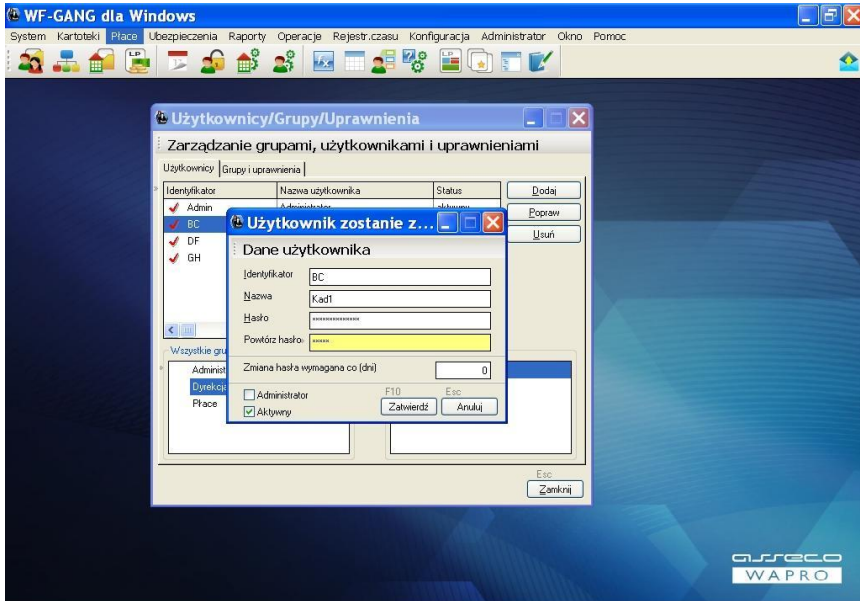 WF-GANG dla Windows
System Kartoteki Płace Ubezpieczenia Raporty Operacje Rejestr.czasu Konfiguracja Administrator Okno Pomoc
Użytkownicy/Grupy/Uprawnienia
Zarządzanie grupami, użytkownikami i uprawnieniami
Użytkownicy Grupy i uprawnienia
Identyfikator Nazwa użytkownika Status
Dodaj
Admin Administrator aktywny
Popraw
BC
Usuń
DF
GH
Użytkownik zostanie z...
Dane użytkownika
Identyfikator BC
Nazwa Kad1
Hasło **************
Powtórz hasło *****
Zmiana hasła wymagana co (dni) 0
Administrator
Aktywny
F10 Esc
Zatwierdź Anuluj
Wszystkie gru
Administ
Dyrekcja
Płace
Esc
Zamknij
asseco
WAPRO